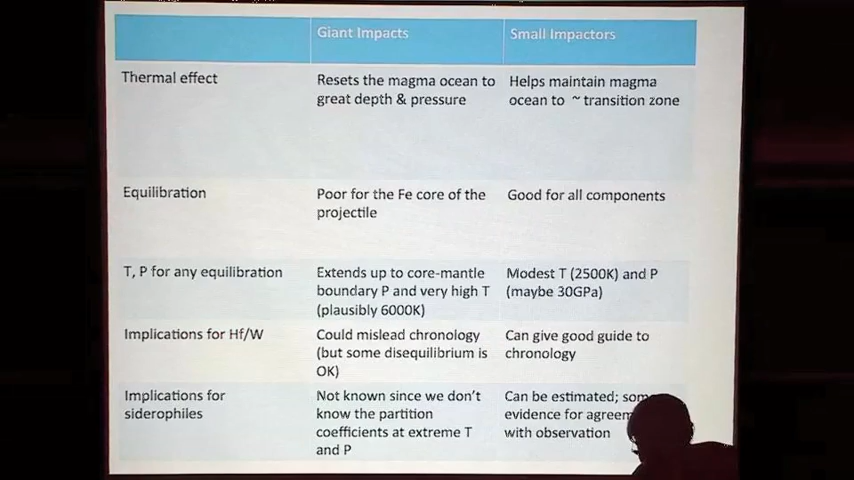 Giant Impacts
Small Impactors
Thermal effect
Resets the magma ocean to
great depth & pressure
Helps maintain magma
ocean to ~ transition zone
Equilibration
Poor for the Fe core of the
projectile
Good for all components
T, P for any equilibration
Extends up to core-mantle
boundary P and very high T
(plausibly 6000K)
Modest T (2500K) and P
(maybe 30GPa)
Implications for Hf/W
Could mislead chronology
(but some disequilibrium is
OK)
Can give good guide to
chronology
Implications for
siderophiles
Not known since we don't
know the partition
coefficients at extreme T
and P
Can be estimated;
evidence for
with observation